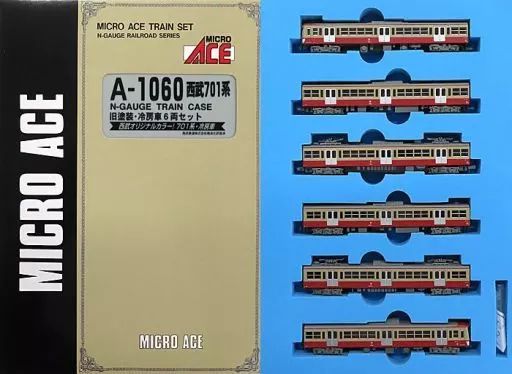 MICRO ACE
MICRO ACE TRAIN SET
N-GAUGE RAILROAD SERIES
MICRO
ACE
A-1060 西武701系
N-GAUGE TRAIN CASE
旧塗装・冷房車6両セット
西武オリジナルカラー!701系・冷房車
MICRO ACE